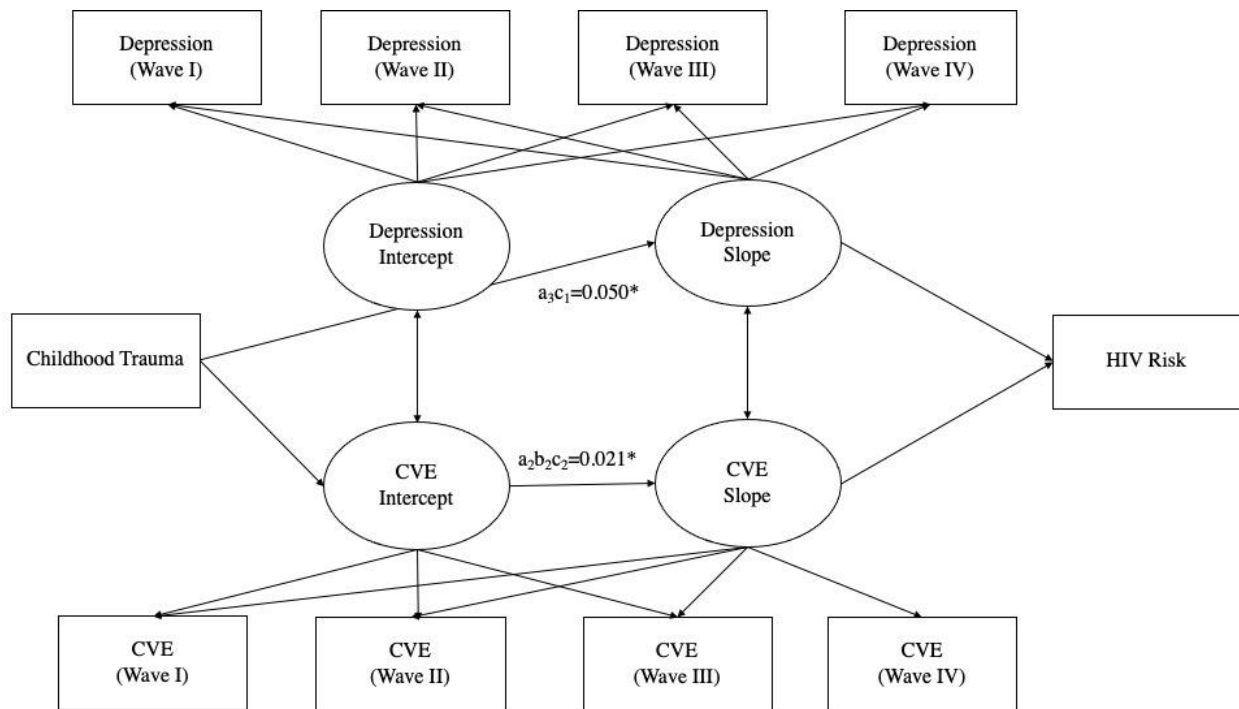 Depression
(Wave I)
Depression
(Wave II)
Depression
(Wave III)
Depression
(Wave IV)
Depression
Intercept
Depression
Slope
a₃c₁=0.050*
Childhood Trauma
HIV Risk
a₂b₂c₂=0.021*
CVE
Intercept
CVE
Slope
CVE
(Wave I)
CVE
(Wave II)
CVE
(Wave III)
CVE
(Wave IV)